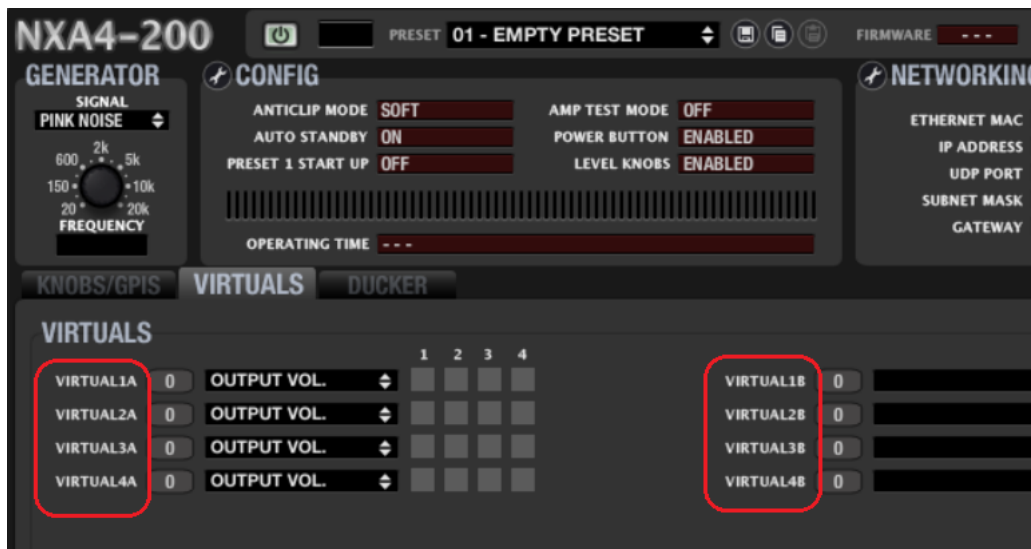 NXA4-200 PRESET 01 - EMPTY PRESET FIRMWARE - - -
GENERATOR
SIGNAL
PINK NOISE
2k
600 5k
150 10k
20 20k
FREQUENCY
CONFIG
ANTICLIP MODE SOFT AMP TEST MODE OFF
AUTO STANDBY ON POWER BUTTON ENABLED
PRESET 1 START UP OFF LEVEL KNOBS ENABLED
OPERATING TIME - - -
NETWORKING
ETHERNET MAC
IP ADDRESS
UDP PORT
SUBNET MASK
GATEWAY
KNOBS/GPIS VIRTUALS DUCKER
VIRTUALS
1 2 3 4
VIRTUAL1A 0 OUTPUT VOL. VIRTUAL1B 0
VIRTUAL2A 0 OUTPUT VOL. VIRTUAL2B 0
VIRTUAL3A 0 OUTPUT VOL. VIRTUAL3B 0
VIRTUAL4A 0 OUTPUT VOL. VIRTUAL4B 0